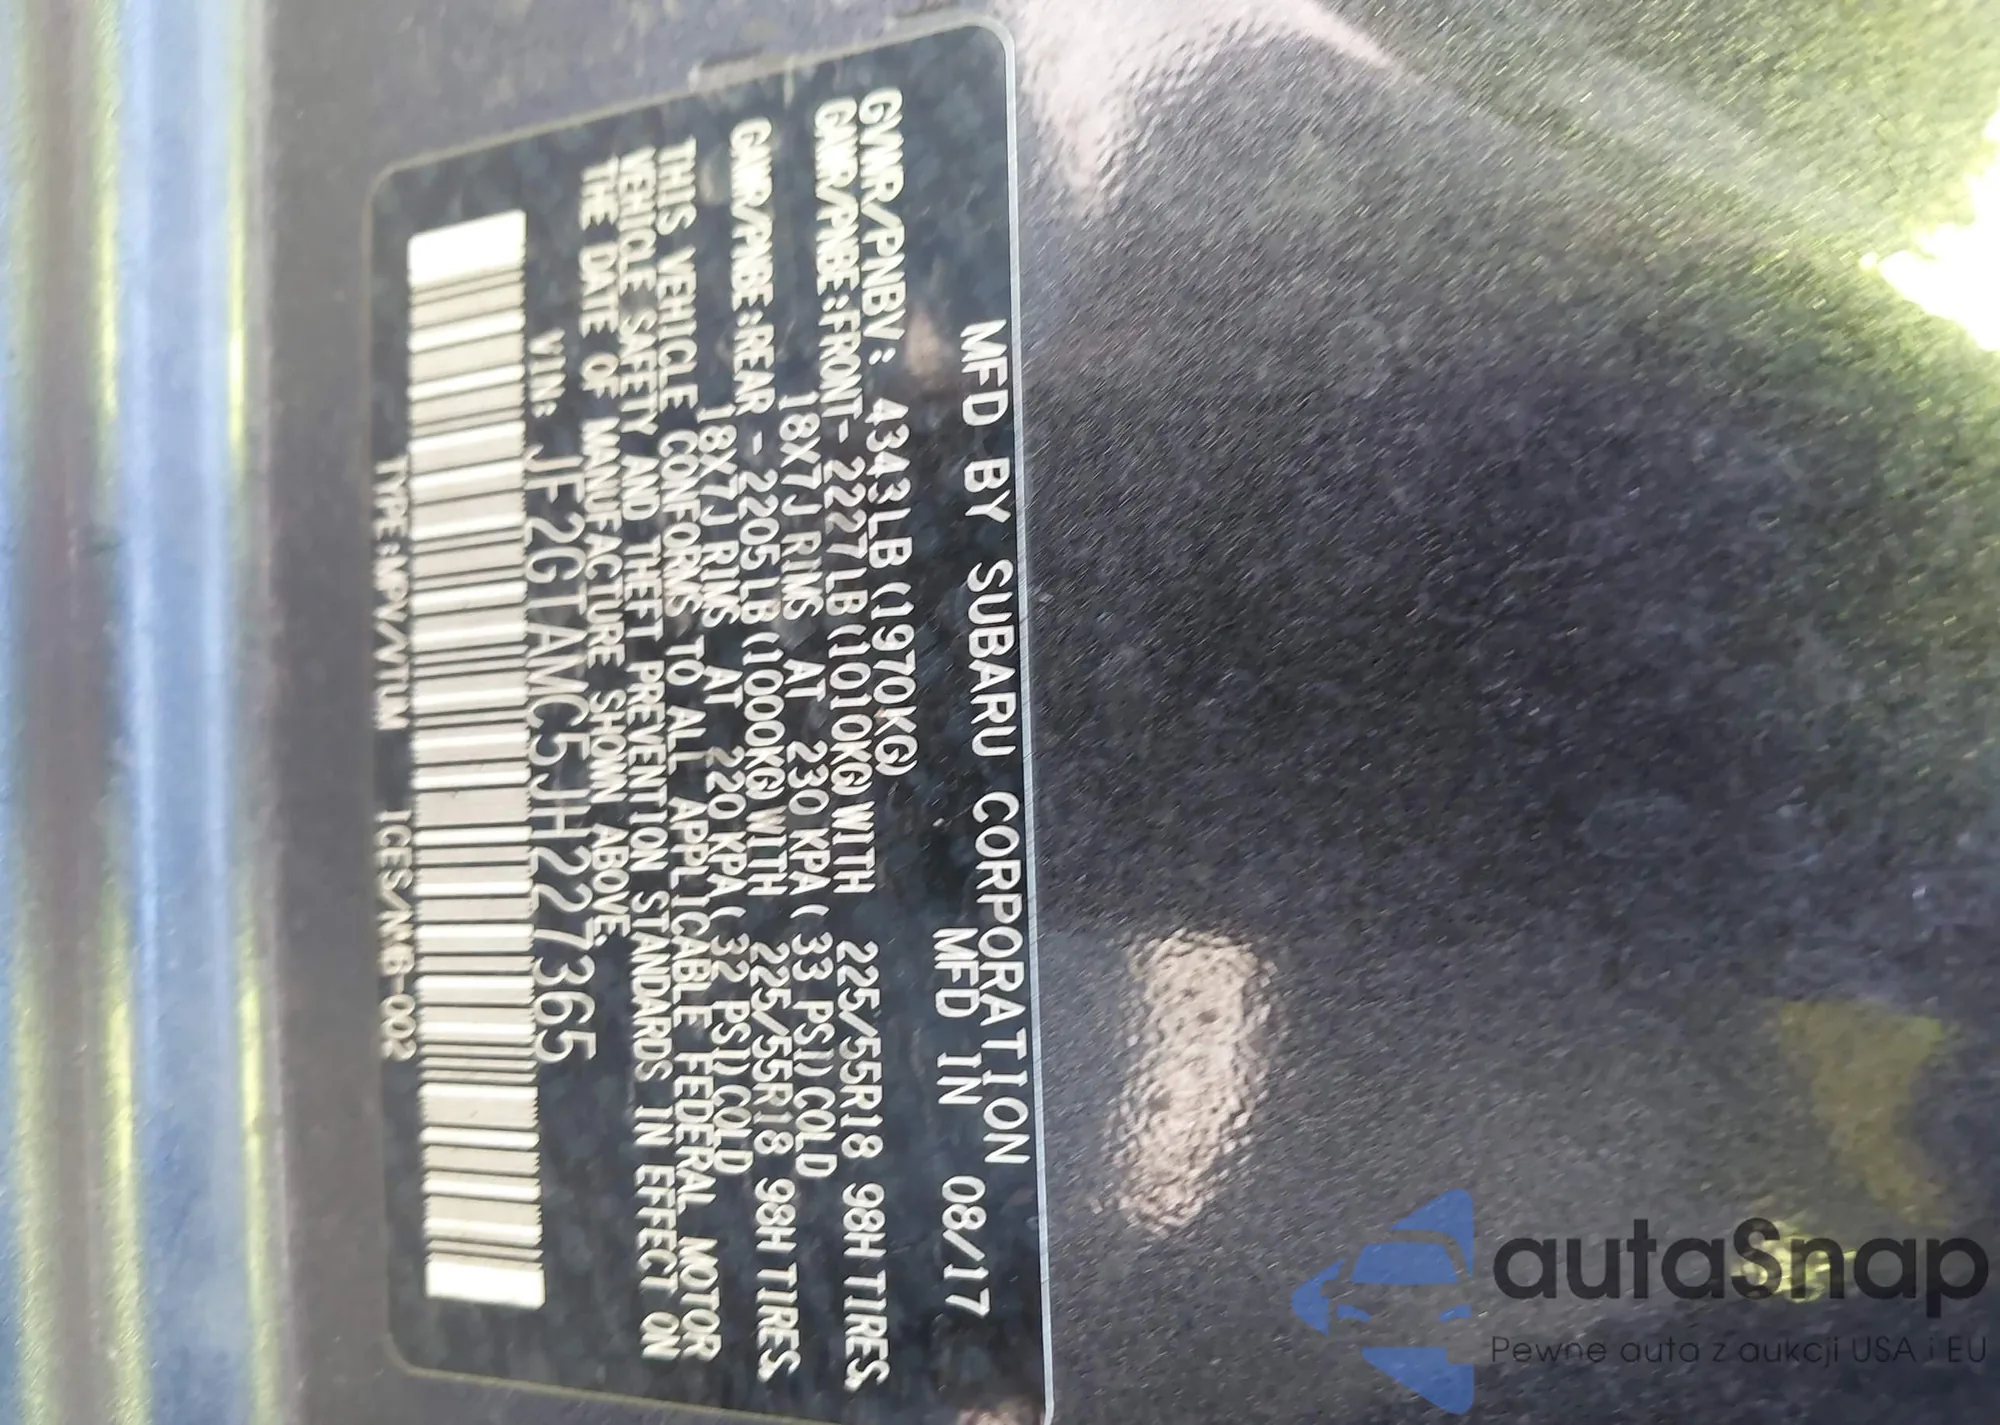 MFD BY SUBARU CORPORATION
MFD IN 08/17
GVWR/PNBV: 4343LB(1970KG)
GAWR/PNBE:FRONT- 2227LB(1010KG)WITH 225/55R18 98H TIRES
18X7J RIMS AT 230 KPA( 33 PSI)COLD
GAWR/PNBE:REAR - 2205LB(1000KG)WITH 225/55R18 98H TIRES
18X7J RIMS AT 220 KPA( 32 PSI)COLD
THIS VEHICLE CONFORMS TO ALL APPLICABLE FEDERAL MOTOR
VEHICLE SAFETY AND THEFT PREVENTION STANDARDS IN EFFECT ON
THE DATE OF MANUFACTURE SHOWN ABOVE.
VIN: JF2GTAMC5JH227365
TYPE:MPV/VTUM ICES/NMB-002
autaSnap
Pewne auta z aukcji USA i EU